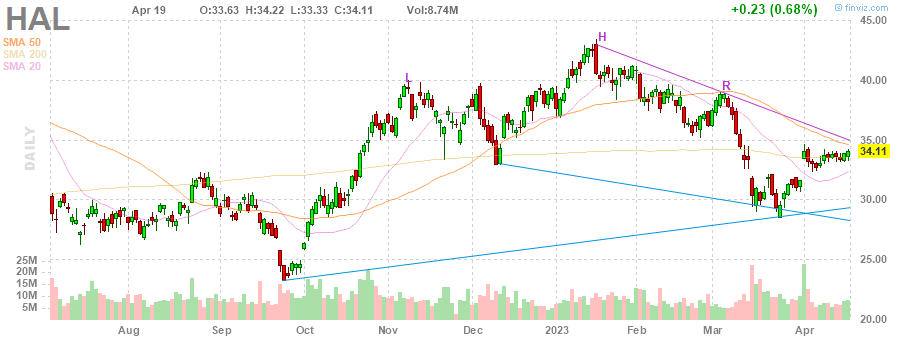 HAL Apr 19 O:33.63 H:34.22 L:33.33 C:34.11 Vol:8.74M +0.23 (0.68%) © finviz.com
SMA 50
SMA 200
SMA 20
DAILY
L
H
R
45.00
40.00
35.00
34.11
30.00
25.00
20.00
25M
20M
15M
10M
5M
Aug Sep Oct Nov Dec 2023 Feb Mar Apr